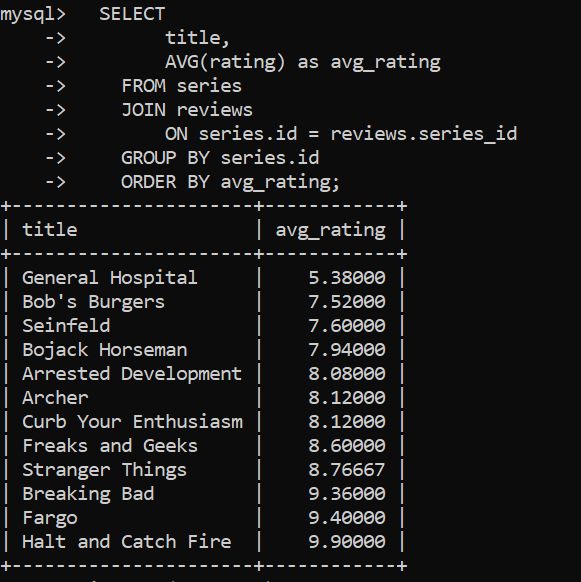 mysql>   SELECT
    ->         title,
    ->         AVG(rating) as avg_rating
    ->     FROM series
    ->     JOIN reviews
    ->         ON series.id = reviews.series_id
    ->     GROUP BY series.id
    ->     ORDER BY avg_rating;
+----------------------+------------+
| title                | avg_rating |
+----------------------+------------+
| General Hospital     |    5.38000 |
| Bob's Burgers        |    7.52000 |
| Seinfeld             |    7.60000 |
| Bojack Horseman      |    7.94000 |
| Arrested Development |    8.08000 |
| Archer               |    8.12000 |
| Curb Your Enthusiasm |    8.12000 |
| Freaks and Geeks     |    8.60000 |
| Stranger Things      |    8.76667 |
| Breaking Bad         |    9.36000 |
| Fargo                |    9.40000 |
| Halt and Catch Fire  |    9.90000 |
+----------------------+------------+